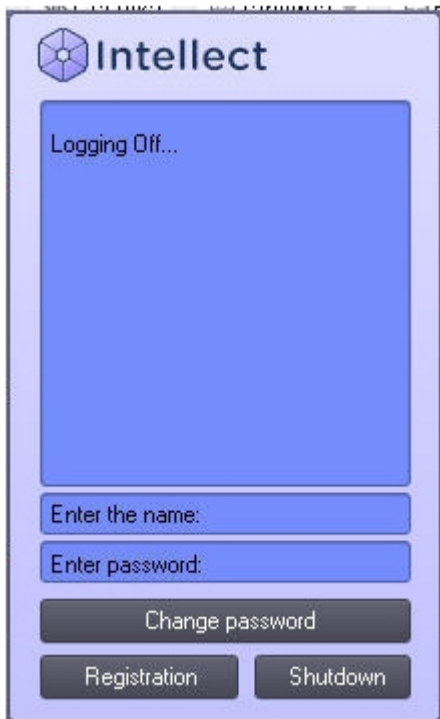 Intellect
Logging Off...
Enter the name:
Enter password:
Change password
Registration Shutdown